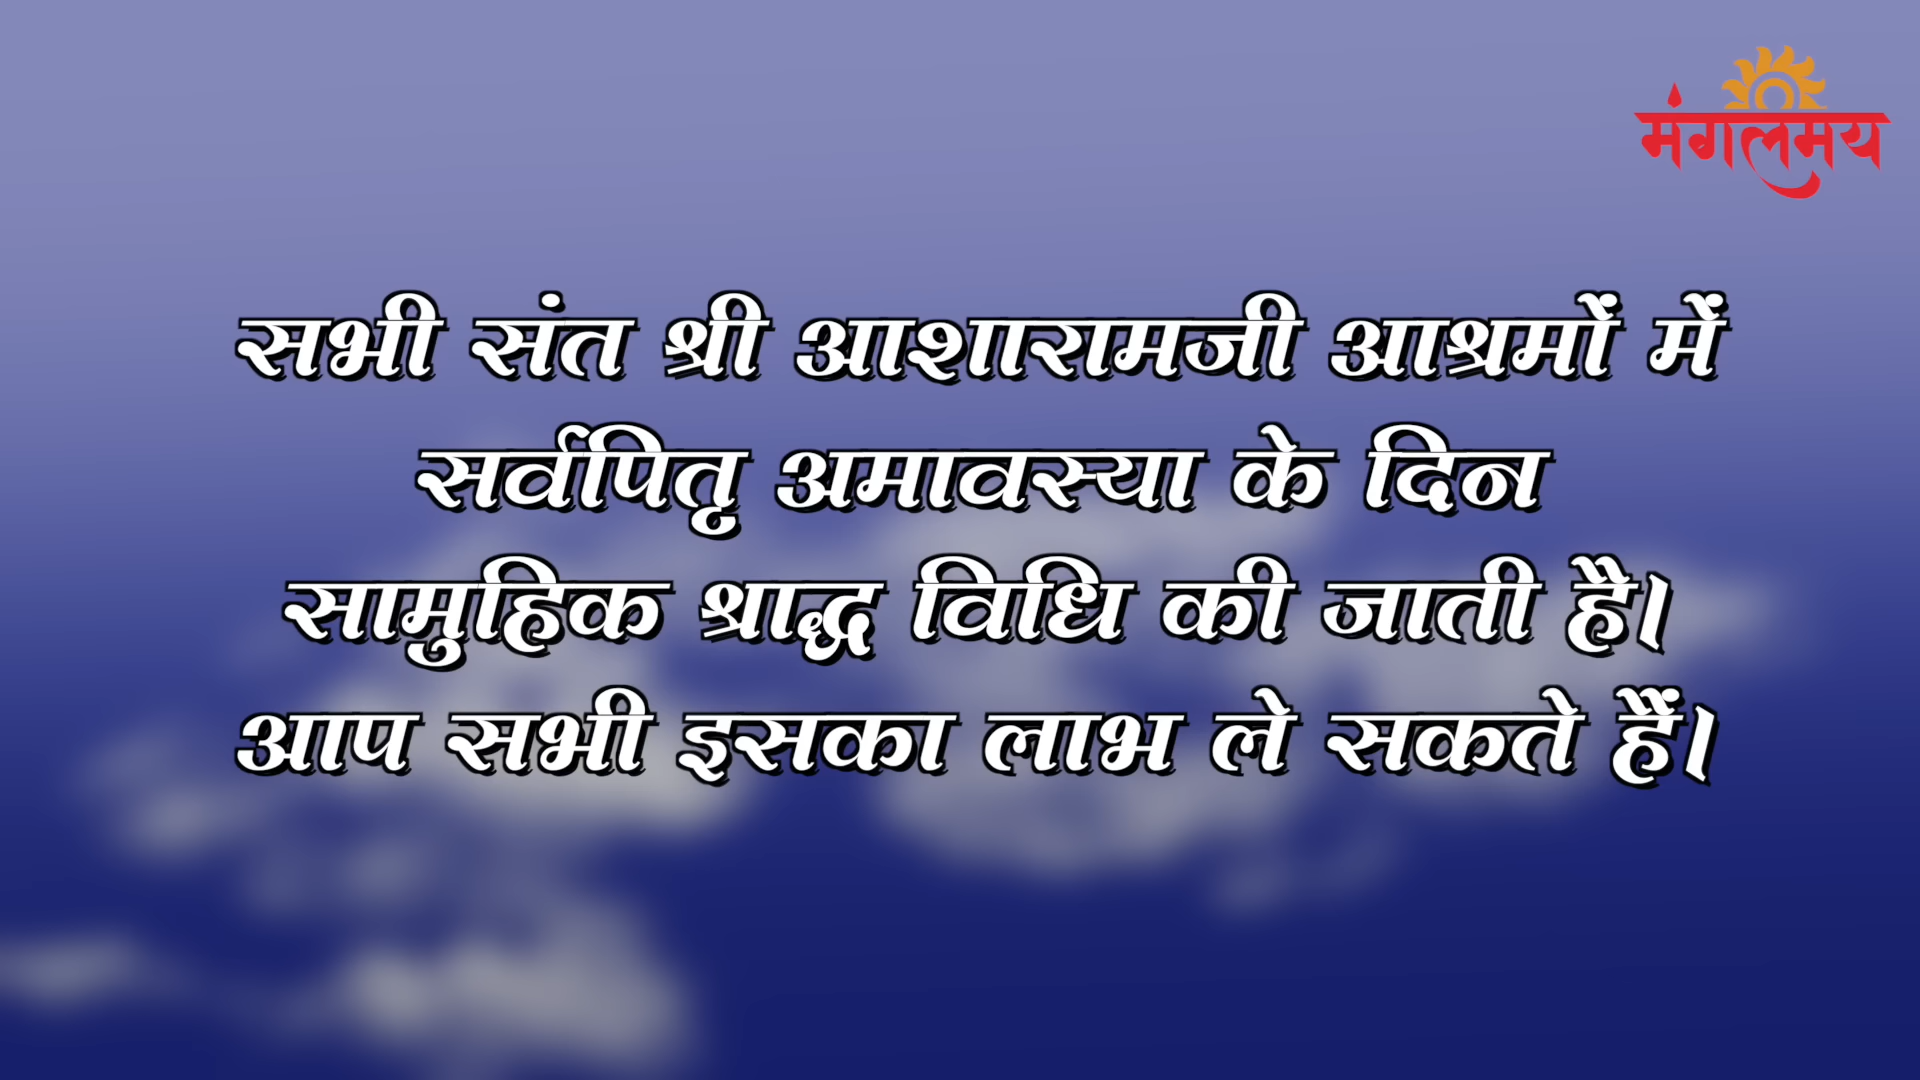 मंगलमय
सभी संत श्री आशारामजी आश्रमों में
सर्वपितृ अमावस्या के दिन
सामुहिक श्राद्ध विधि की जाती है।
आप सभी इसका लाभ ले सकते हैं।